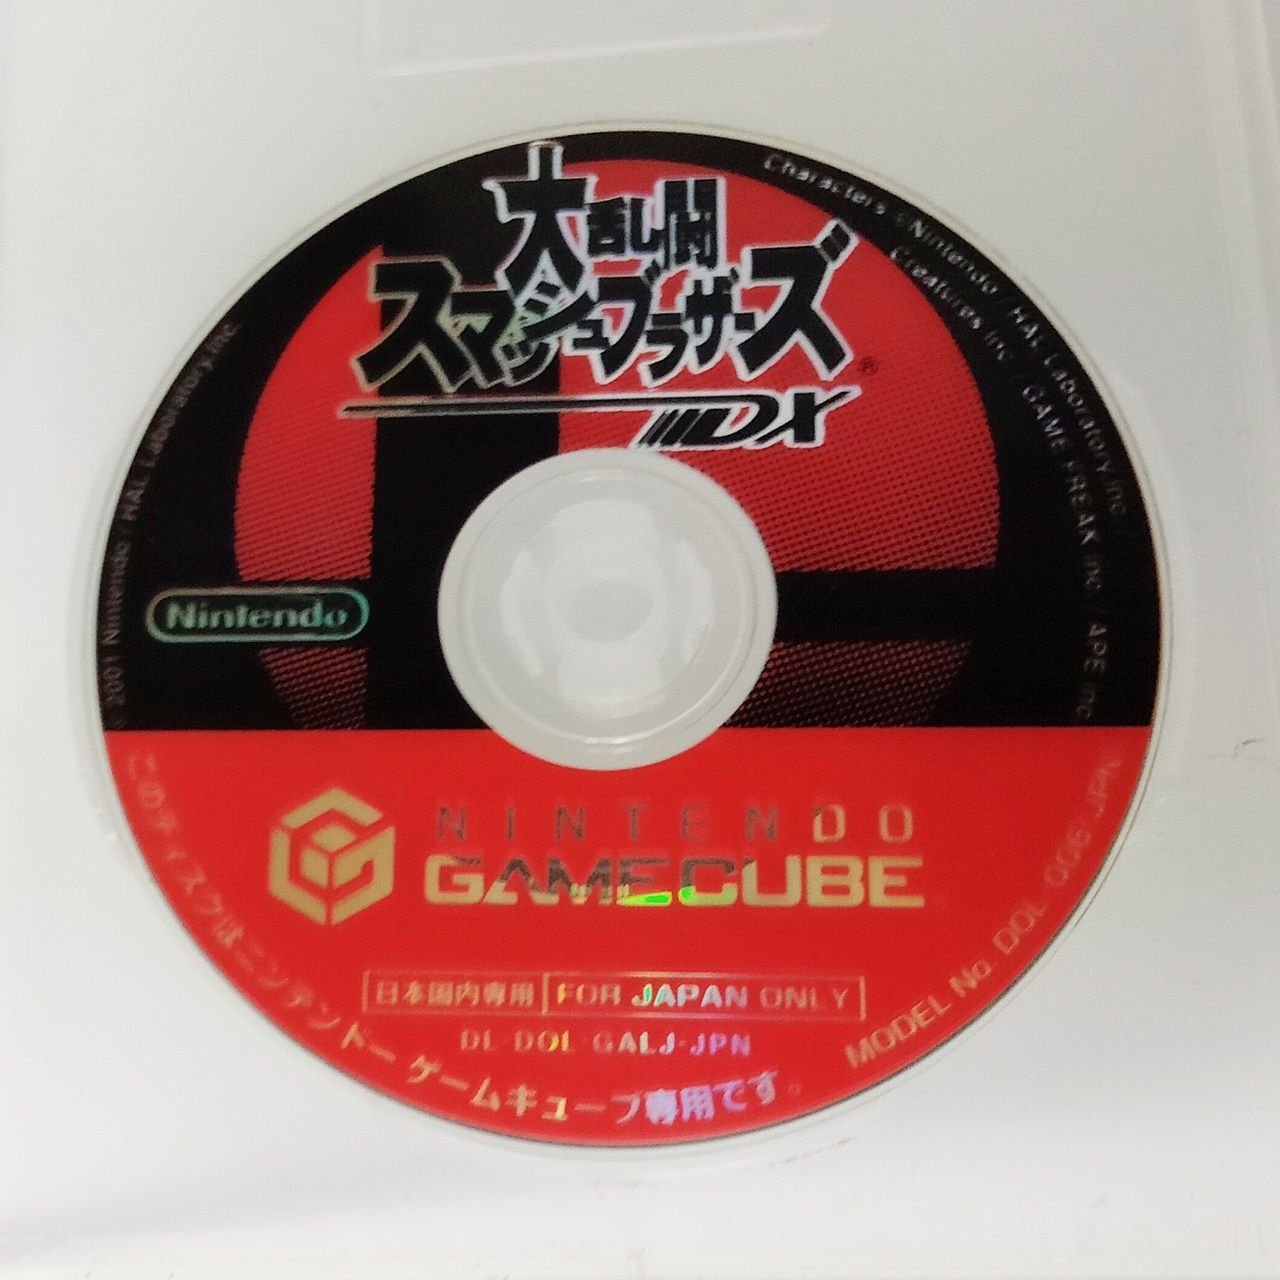 大乱闘
スマッシュブラザーズ®
DX
Characters ©Nintendo / HAL Laboratory, Inc. /
Creatures inc. / GAME FREAK inc. / APE inc.
© 2001 Nintendo / HAL Laboratory, Inc.
Nintendo
NINTENDO
GAMECUBE
日本国内専用 FOR JAPAN ONLY
DL-DOL-GALJ-JPN
このディスクはニンテンドーゲームキューブ専用です。
MODEL No. DOL-006(JPN)